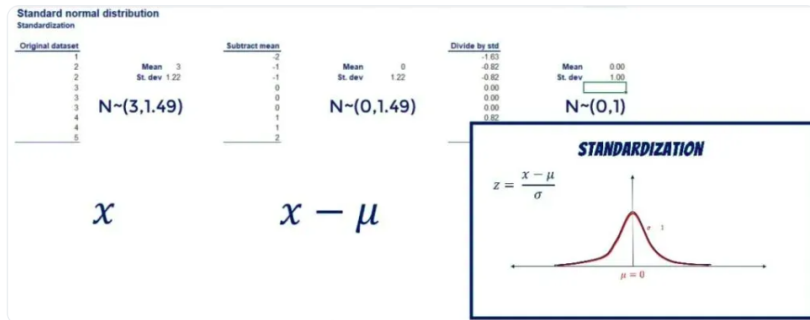 Standard normal distribution
Standardization
Original dataset
1
2
2
3
3
3
4
4
5
Mean 3
St. dev 1.22
N~(3,1.49)
x
Subtract mean
-2
-1
-1
0
0
0
1
1
2
Mean 0
St. dev 1.22
N~(0,1.49)
x − μ
Divide by std
-1.63
-0.82
-0.82
0.00
0.00
0.00
0.82
Mean 0.00
St. dev 1.00
N~(0,1)
STANDARDIZATION
z = x − μ / σ
σ 1
μ = 0